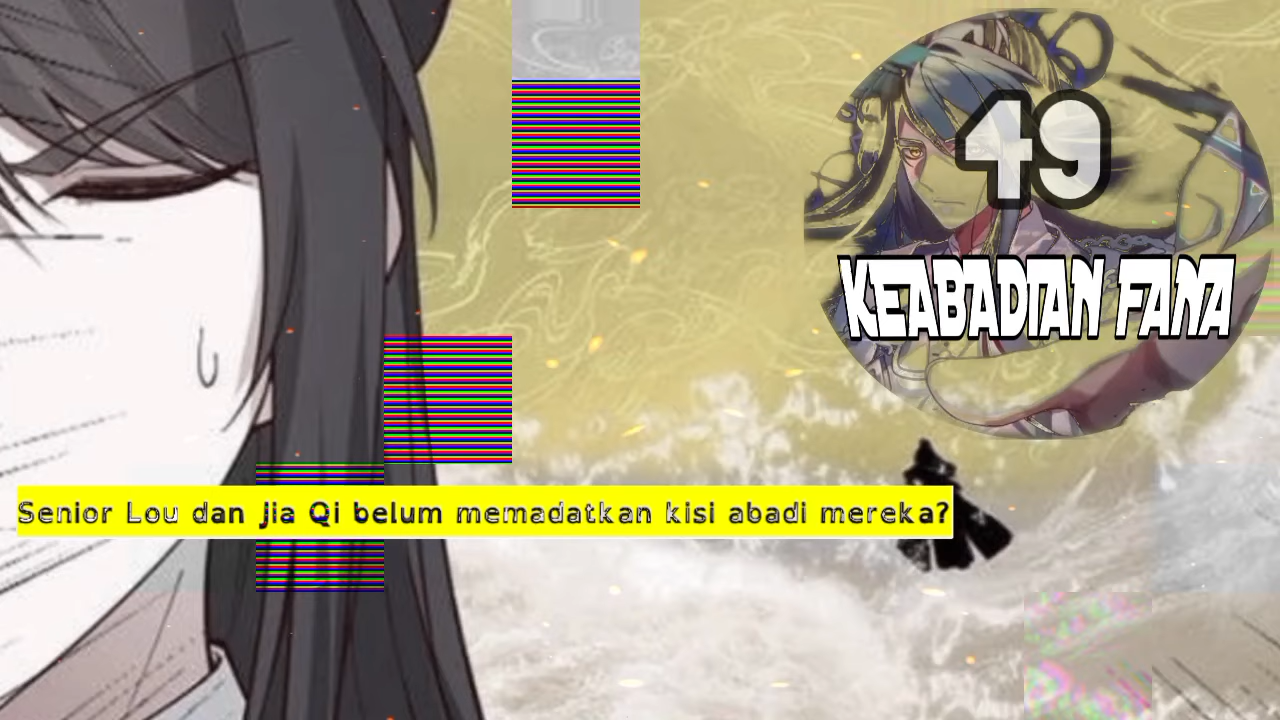 49
KEABADIAN FANA
Senior Lou dan Jia Qi belum memadatkan kisi abadi mereka?